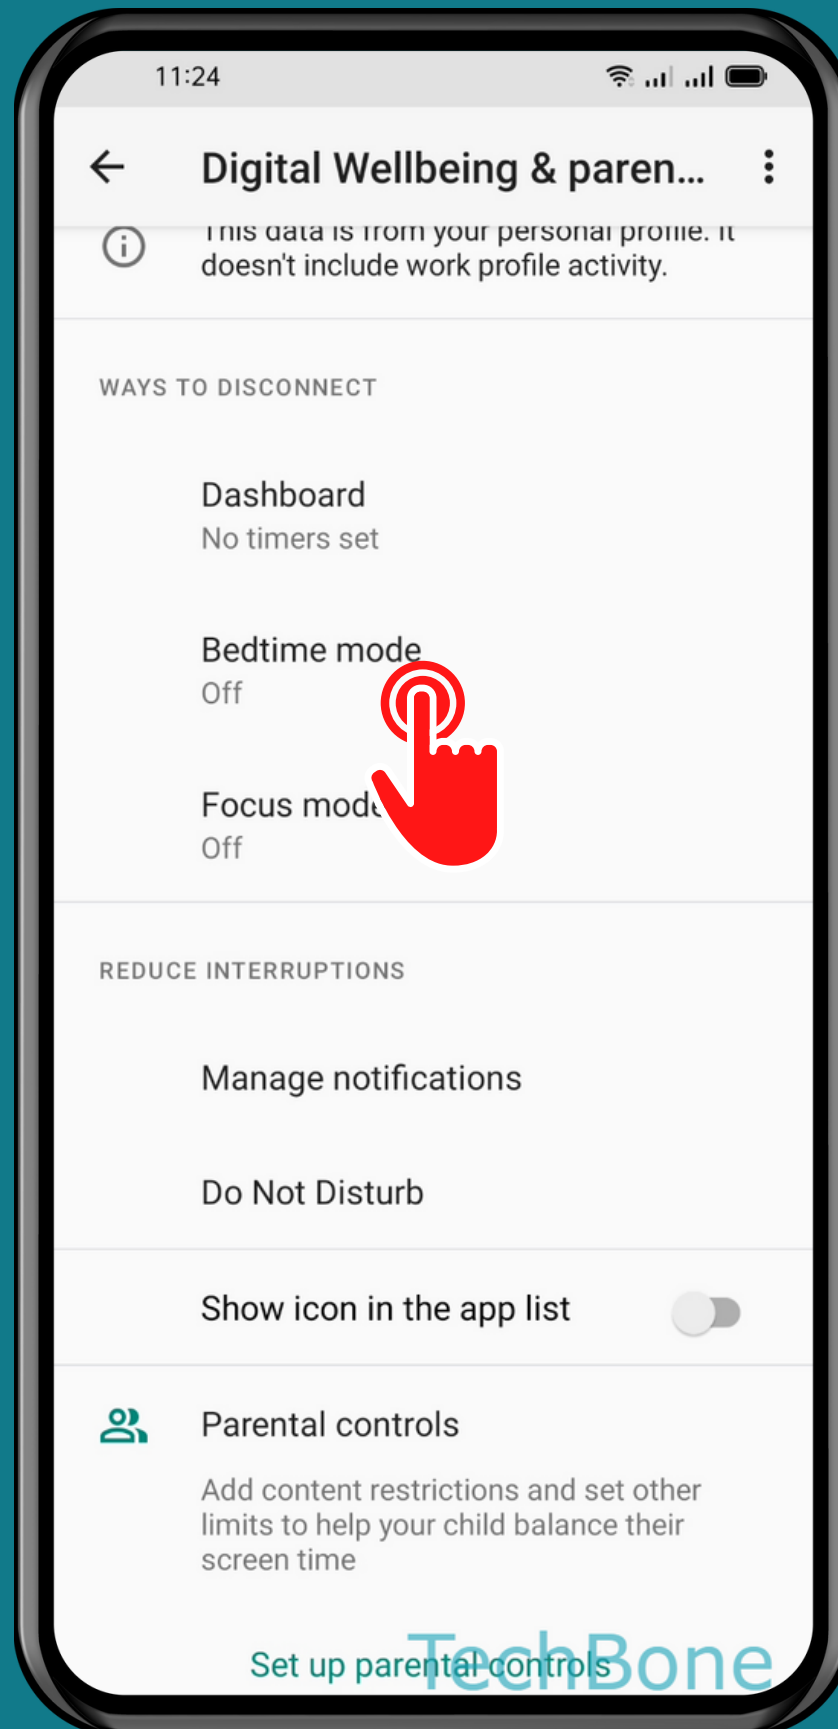 11:24
Digital Wellbeing & paren...
This data is from your personal profile. It
doesn't include work profile activity.
WAYS TO DISCONNECT
Dashboard
No timers set
Bedtime mode
Off
Focus mode
Off
REDUCE INTERRUPTIONS
Manage notifications
Do Not Disturb
Show icon in the app list
Parental controls
Add content restrictions and set other
limits to help your child balance their
screen time
Set up parental controls
TechBone